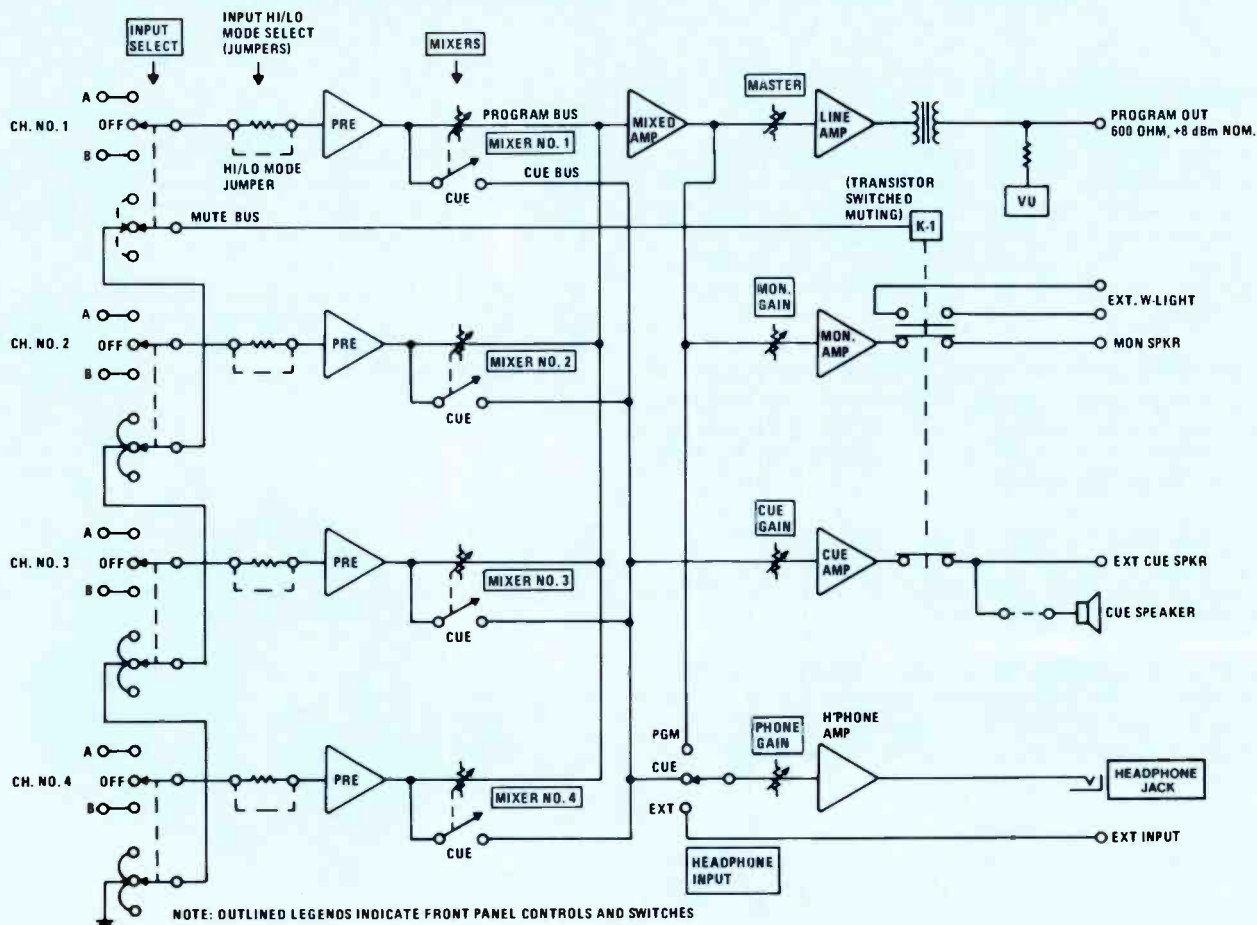 INPUT
SELECT
INPUT HI/LO
MODE SELECT
(JUMPERS)
MIXERS
A
CH. NO. 1
OFF
B
HI/LO MODE
JUMPER
PRE
PROGRAM BUS
MIXER NO. 1
CUE BUS
CUE
MIXED
AMP
MASTER
LINE
AMP
PROGRAM OUT
600 OHM, +8 dBm NOM.
VU
MUTE BUS
(TRANSISTOR
SWITCHED
MUTING)
K-1
A
CH. NO. 2
OFF
B
PRE
MIXER NO. 2
CUE
MON.
GAIN
MON.
AMP
EXT. W-LIGHT
MON SPKR
A
CH. NO. 3
OFF
B
PRE
MIXER NO. 3
CUE
CUE
GAIN
CUE
AMP
EXT CUE SPKR
CUE SPEAKER
A
CH. NO. 4
OFF
B
PRE
MIXER NO. 4
CUE
PGM
CUE
EXT
PHONE
GAIN
H'PHONE
AMP
HEADPHONE
JACK
HEADPHONE
INPUT
EXT INPUT
NOTE: OUTLINED LEGENDS INDICATE FRONT PANEL CONTROLS AND SWITCHES